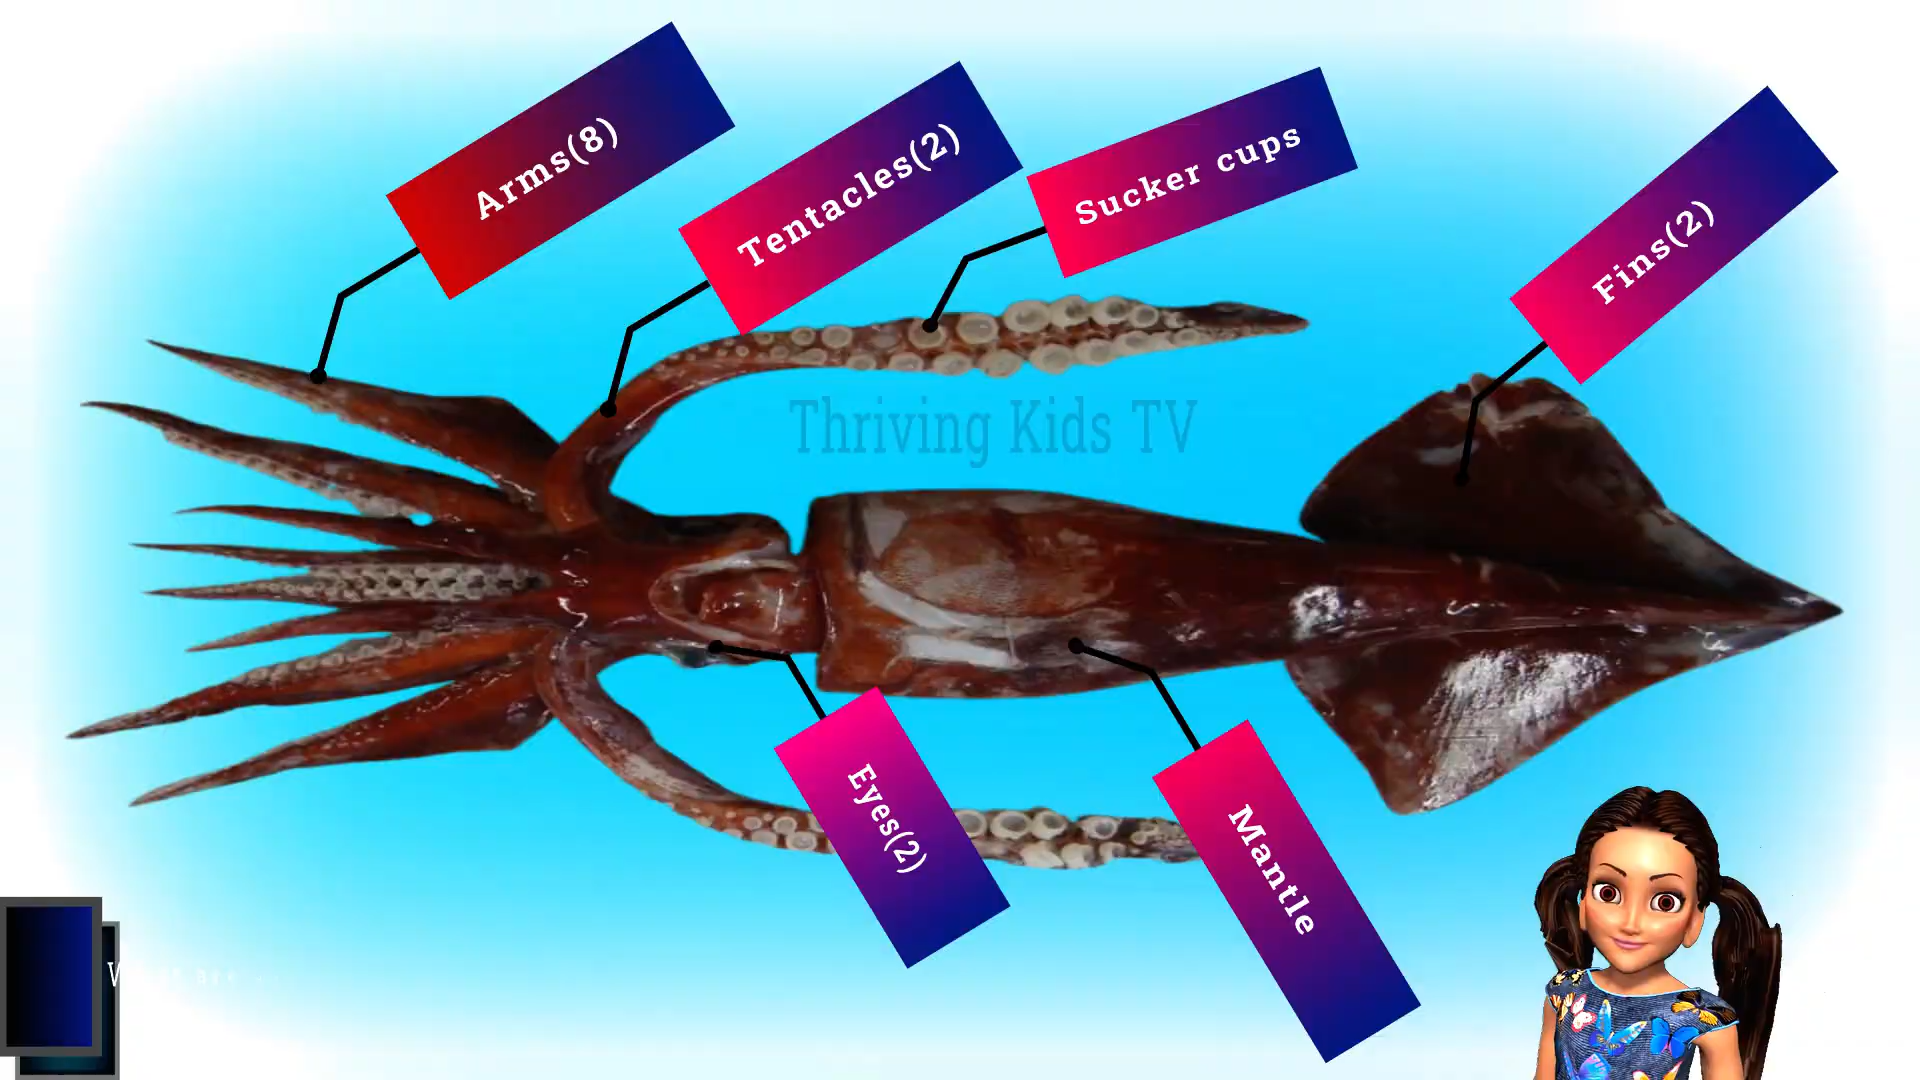 Arms(8)
Tentacles(2)
Sucker cups
Fins(2)
Thriving Kids TV
Eyes(2)
Mantle